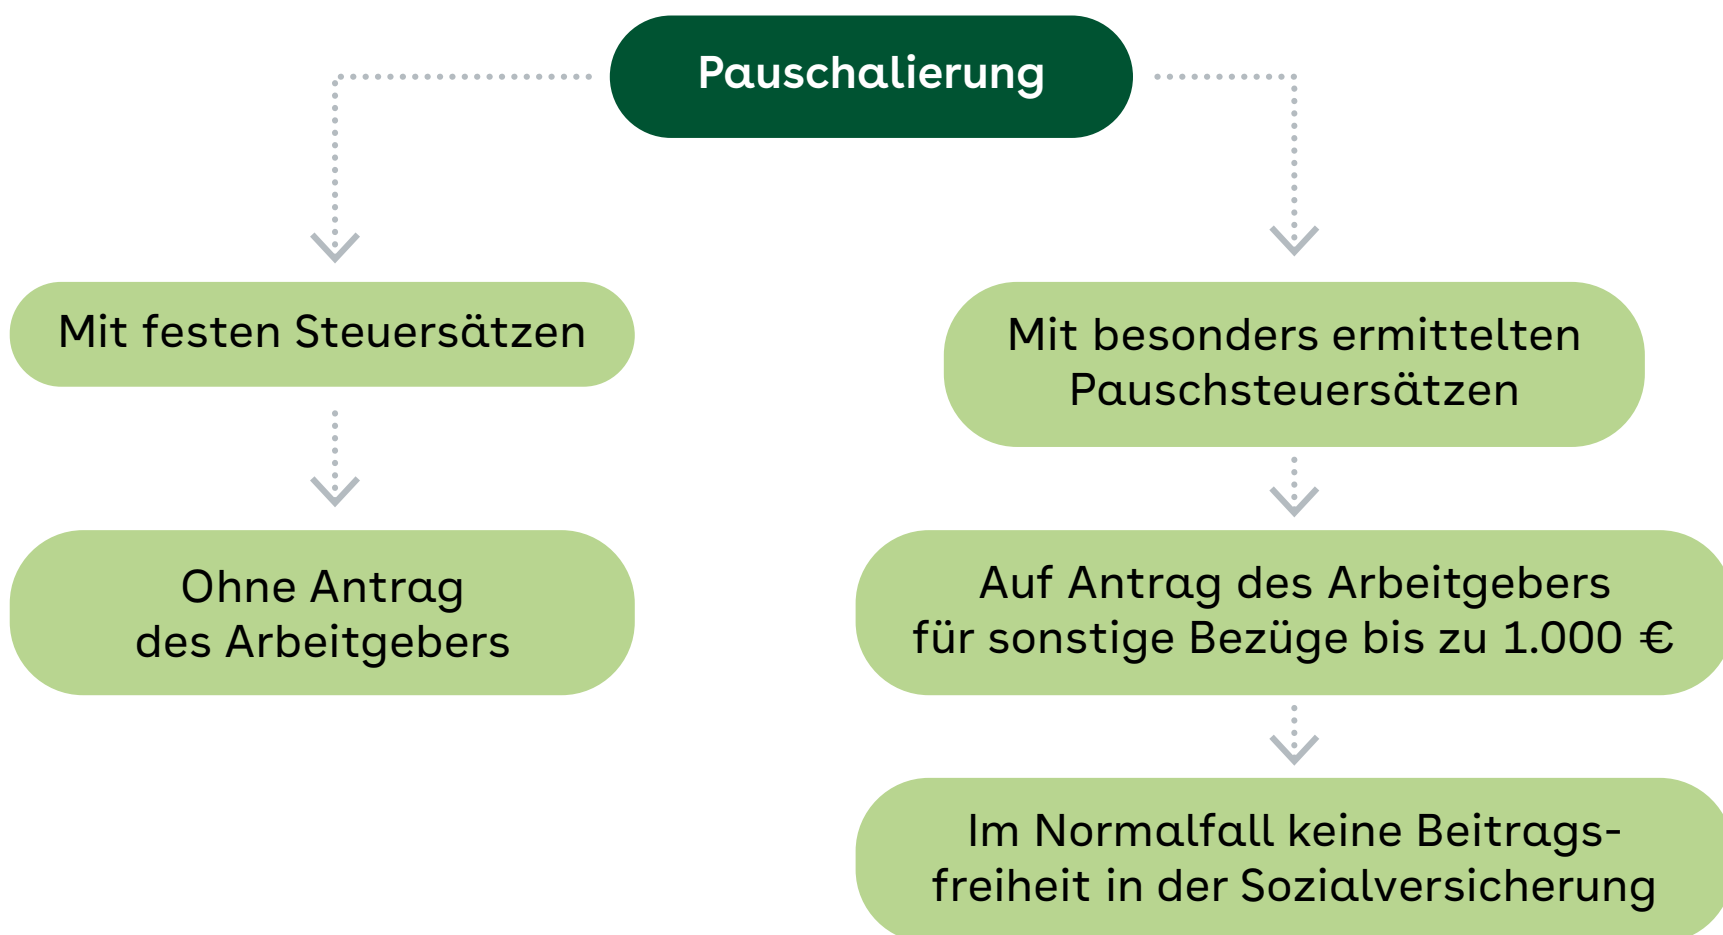 Pauschalierung
Mit festen Steuersätzen
Ohne Antrag
des Arbeitgebers
Mit besonders ermittelten
Pauschsteuersätzen
Auf Antrag des Arbeitgebers
für sonstige Bezüge bis zu 1.000 €
Im Normalfall keine Beitrags-
freiheit in der Sozialversicherung